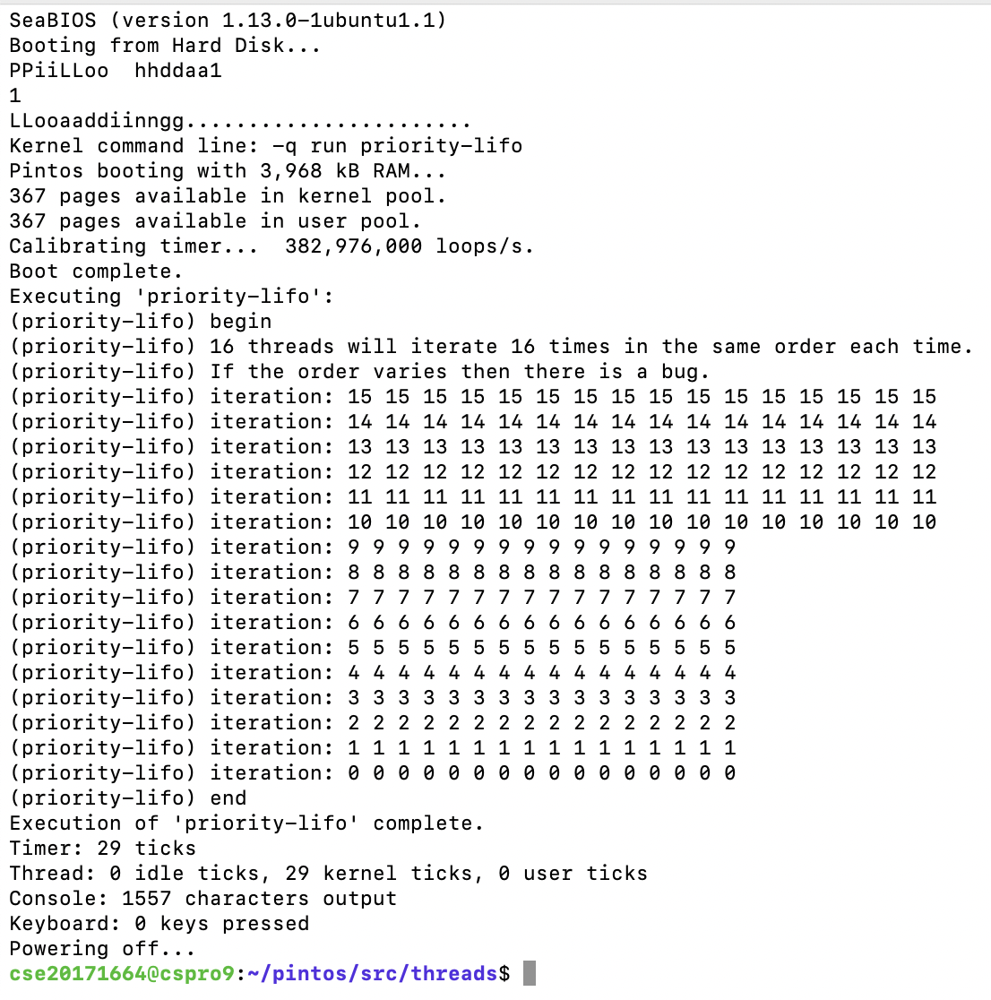 SeaBIOS (version 1.13.0-1ubuntu1.1)
Booting from Hard Disk...
PPiiLLoo  hhddaa1
1
LLooaaddiinngg.......................
Kernel command line: -q run priority-lifo
Pintos booting with 3,968 kB RAM...
367 pages available in kernel pool.
367 pages available in user pool.
Calibrating timer...  382,976,000 loops/s.
Boot complete.
Executing 'priority-lifo':
(priority-lifo) begin
(priority-lifo) 16 threads will iterate 16 times in the same order each time.
(priority-lifo) If the order varies then there is a bug.
(priority-lifo) iteration: 15 15 15 15 15 15 15 15 15 15 15 15 15 15 15 15
(priority-lifo) iteration: 14 14 14 14 14 14 14 14 14 14 14 14 14 14 14 14
(priority-lifo) iteration: 13 13 13 13 13 13 13 13 13 13 13 13 13 13 13 13
(priority-lifo) iteration: 12 12 12 12 12 12 12 12 12 12 12 12 12 12 12 12
(priority-lifo) iteration: 11 11 11 11 11 11 11 11 11 11 11 11 11 11 11 11
(priority-lifo) iteration: 10 10 10 10 10 10 10 10 10 10 10 10 10 10 10 10
(priority-lifo) iteration: 9 9 9 9 9 9 9 9 9 9 9 9 9 9 9 9
(priority-lifo) iteration: 8 8 8 8 8 8 8 8 8 8 8 8 8 8 8 8
(priority-lifo) iteration: 7 7 7 7 7 7 7 7 7 7 7 7 7 7 7 7
(priority-lifo) iteration: 6 6 6 6 6 6 6 6 6 6 6 6 6 6 6 6
(priority-lifo) iteration: 5 5 5 5 5 5 5 5 5 5 5 5 5 5 5 5
(priority-lifo) iteration: 4 4 4 4 4 4 4 4 4 4 4 4 4 4 4 4
(priority-lifo) iteration: 3 3 3 3 3 3 3 3 3 3 3 3 3 3 3 3
(priority-lifo) iteration: 2 2 2 2 2 2 2 2 2 2 2 2 2 2 2 2
(priority-lifo) iteration: 1 1 1 1 1 1 1 1 1 1 1 1 1 1 1 1
(priority-lifo) iteration: 0 0 0 0 0 0 0 0 0 0 0 0 0 0 0 0
(priority-lifo) end
Execution of 'priority-lifo' complete.
Timer: 29 ticks
Thread: 0 idle ticks, 29 kernel ticks, 0 user ticks
Console: 1557 characters output
Keyboard: 0 keys pressed
Powering off...
cse20171664@cspro9:~/pintos/src/threads$